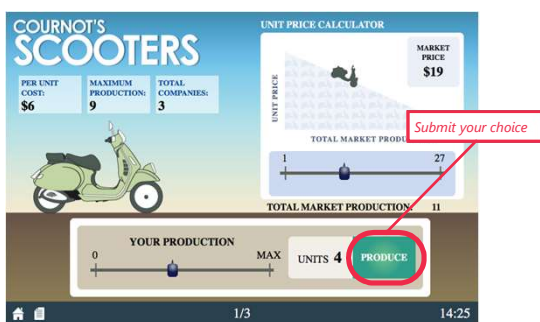 COURNOT'S
SCOOTERS
PER UNIT
COST:
$6
MAXIMUM
PRODUCTION:
9
TOTAL
COMPANIES:
3
UNIT PRICE CALCULATOR
MARKET
PRICE
$19
UNIT PRICE
TOTAL MARKET PRODU
Submit your choice
1 27
TOTAL MARKET PRODUCTION: 11
YOUR PRODUCTION
0 MAX
UNITS 4
PRODUCE
1/3
14:25